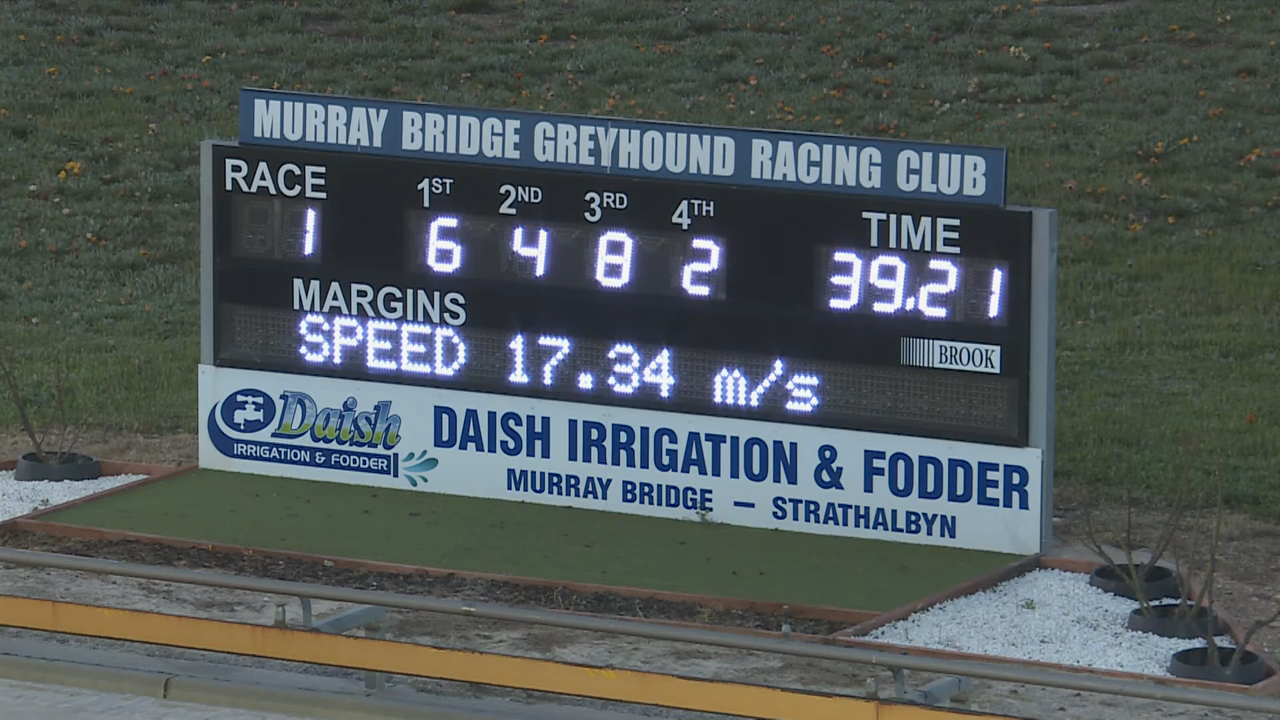 MURRAY BRIDGE GREYHOUND RACING CLUB
RACE 1ST 2ND 3RD 4TH TIME
1 6 4 8 2 39.21
MARGINS
SPEED 17.34 m/s
BROOK
Daish
IRRIGATION & FODDER
DAISH IRRIGATION & FODDER
MURRAY BRIDGE – STRATHALBYN